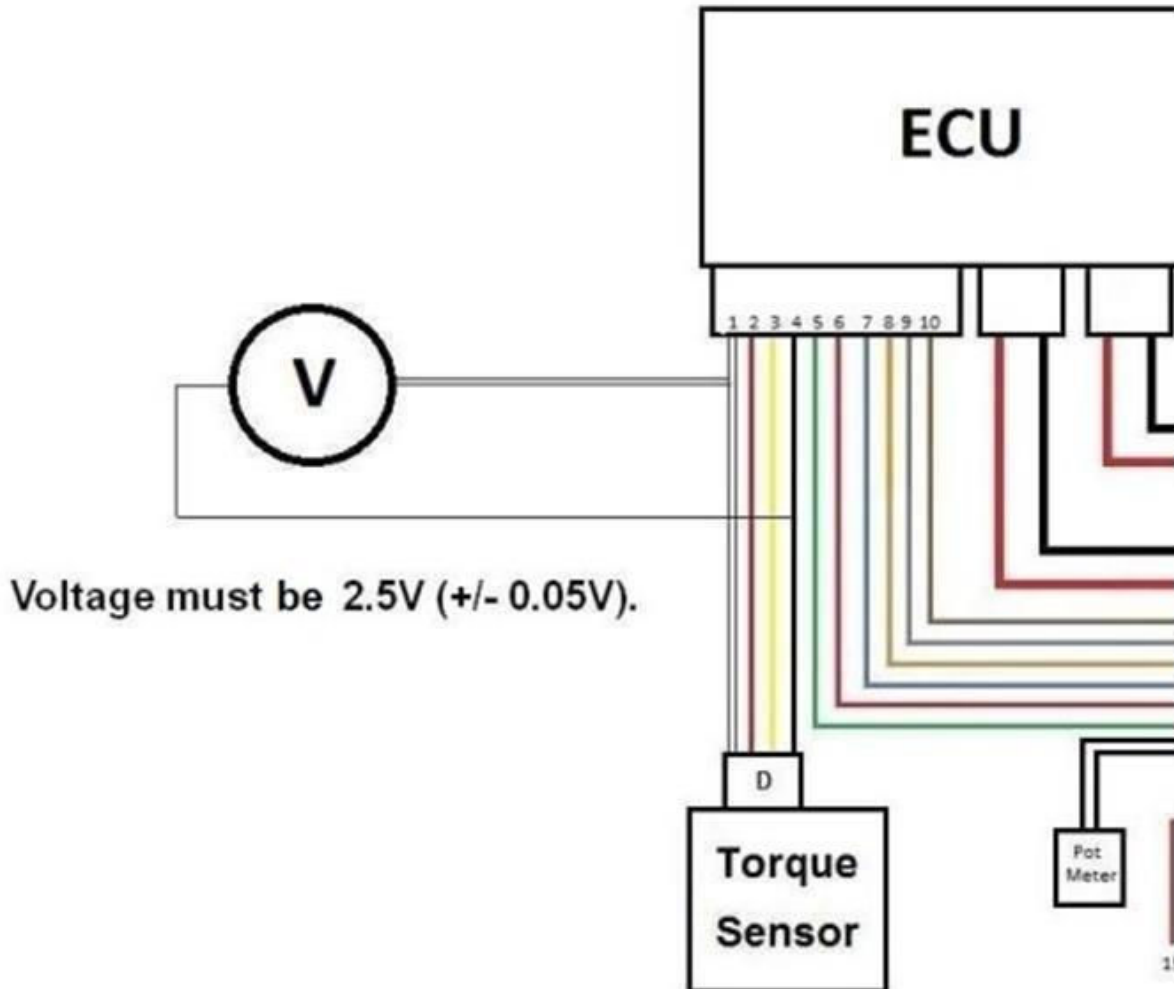 ECU
1 2 3 4 5 6 7 8 9 10
V
Voltage must be 2.5V (+/- 0.05V).
D
Torque
Sensor
Pot
Meter